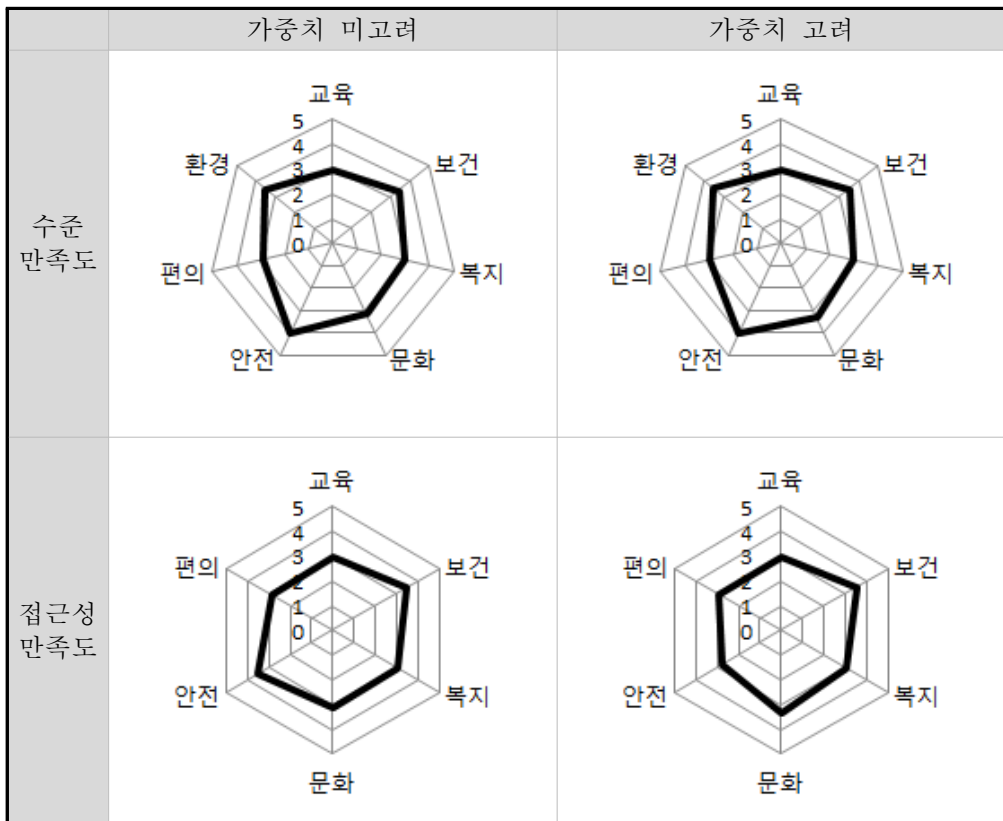 가중치 미고려
가중치 고려
수준
만족도
교육
보건
복지
문화
안전
편의
환경
5
4
3
2
1
0
교육
보건
복지
문화
안전
편의
환경
5
4
3
2
1
0
접근성
만족도
교육
보건
복지
문화
안전
편의
5
4
3
2
1
0
교육
보건
복지
문화
안전
편의
5
4
3
2
1
0